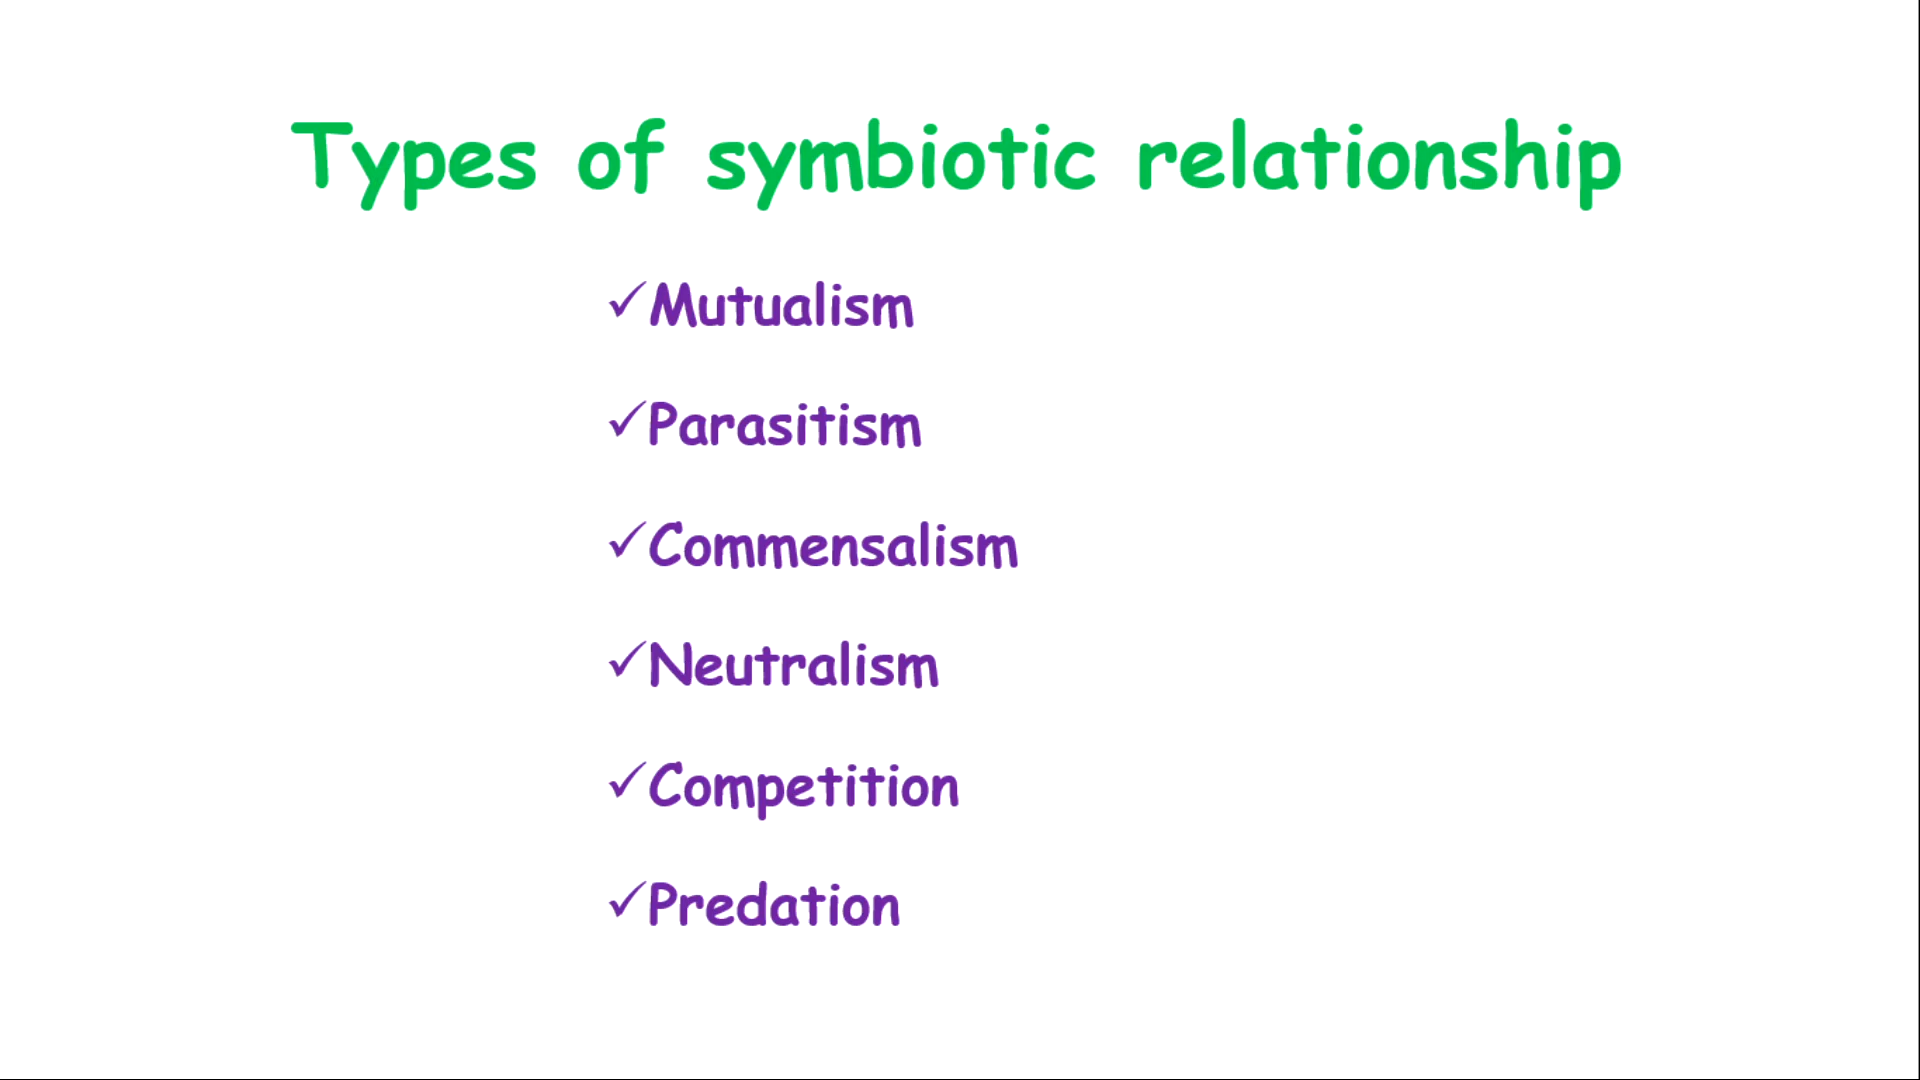 Types of symbiotic relationship
✓Mutualism
✓Parasitism
✓Commensalism
✓Neutralism
✓Competition
✓Predation